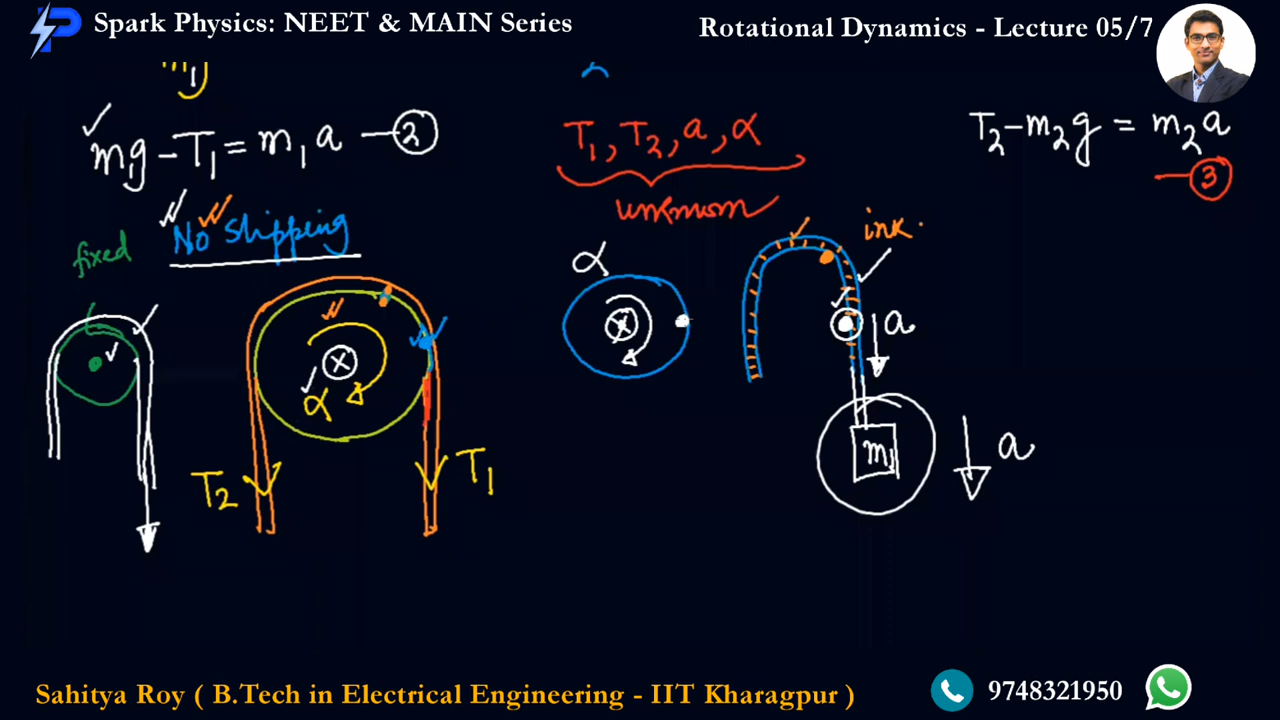 Spark Physics: NEET & MAIN Series
Rotational Dynamics - Lecture 05/7
m₁g - T₁ = m₁a — ②
T₁, T₂, a, α
unknown
T₂ - m₂g = m₂a
— ③
No slipping
fixed
ink.
α
a
α
T₂
T₁
m₁
a
Sahitya Roy ( B.Tech in Electrical Engineering - IIT Kharagpur )
9748321950